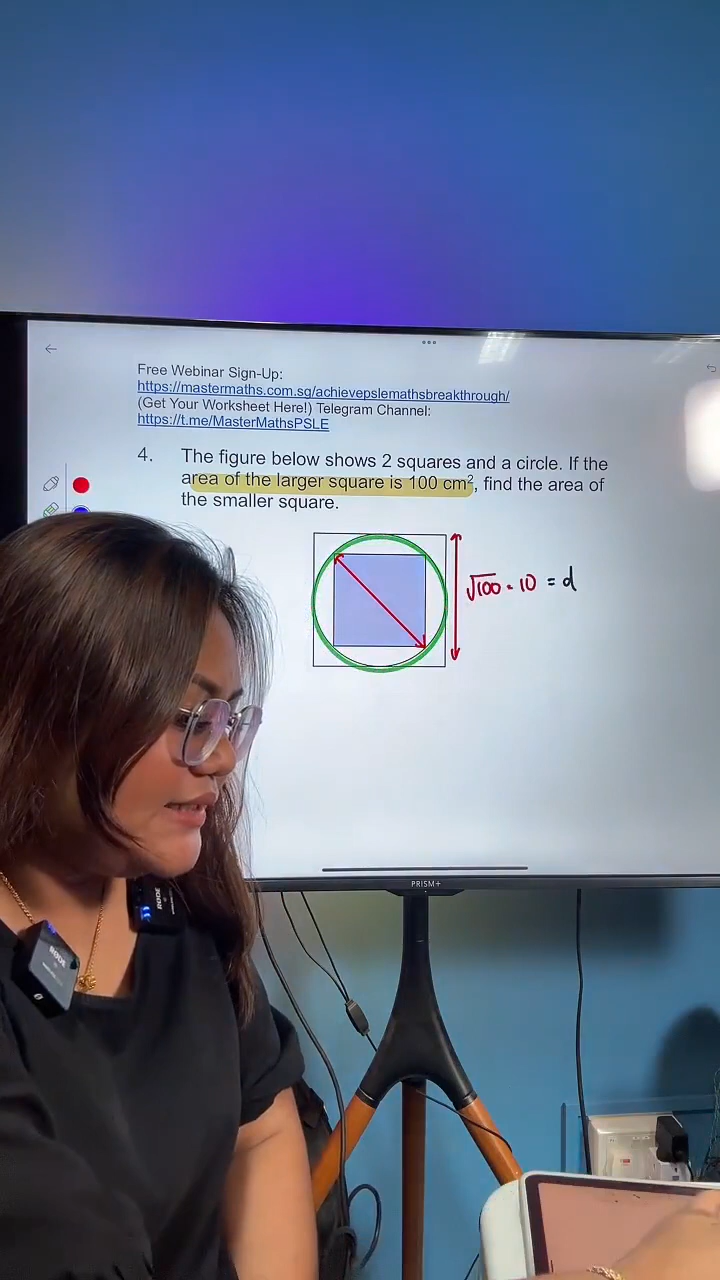 Free Webinar Sign-Up:
https://mastermaths.com.sg/achievepslemathsbreakthrough/
(Get Your Worksheet Here!) Telegram Channel:
https://t.me/MasterMathsPSLE
4. The figure below shows 2 squares and a circle. If the
area of the larger square is 100 cm², find the area of
the smaller square.
√100 = 10 = d
PRISM+
RODE
RODE